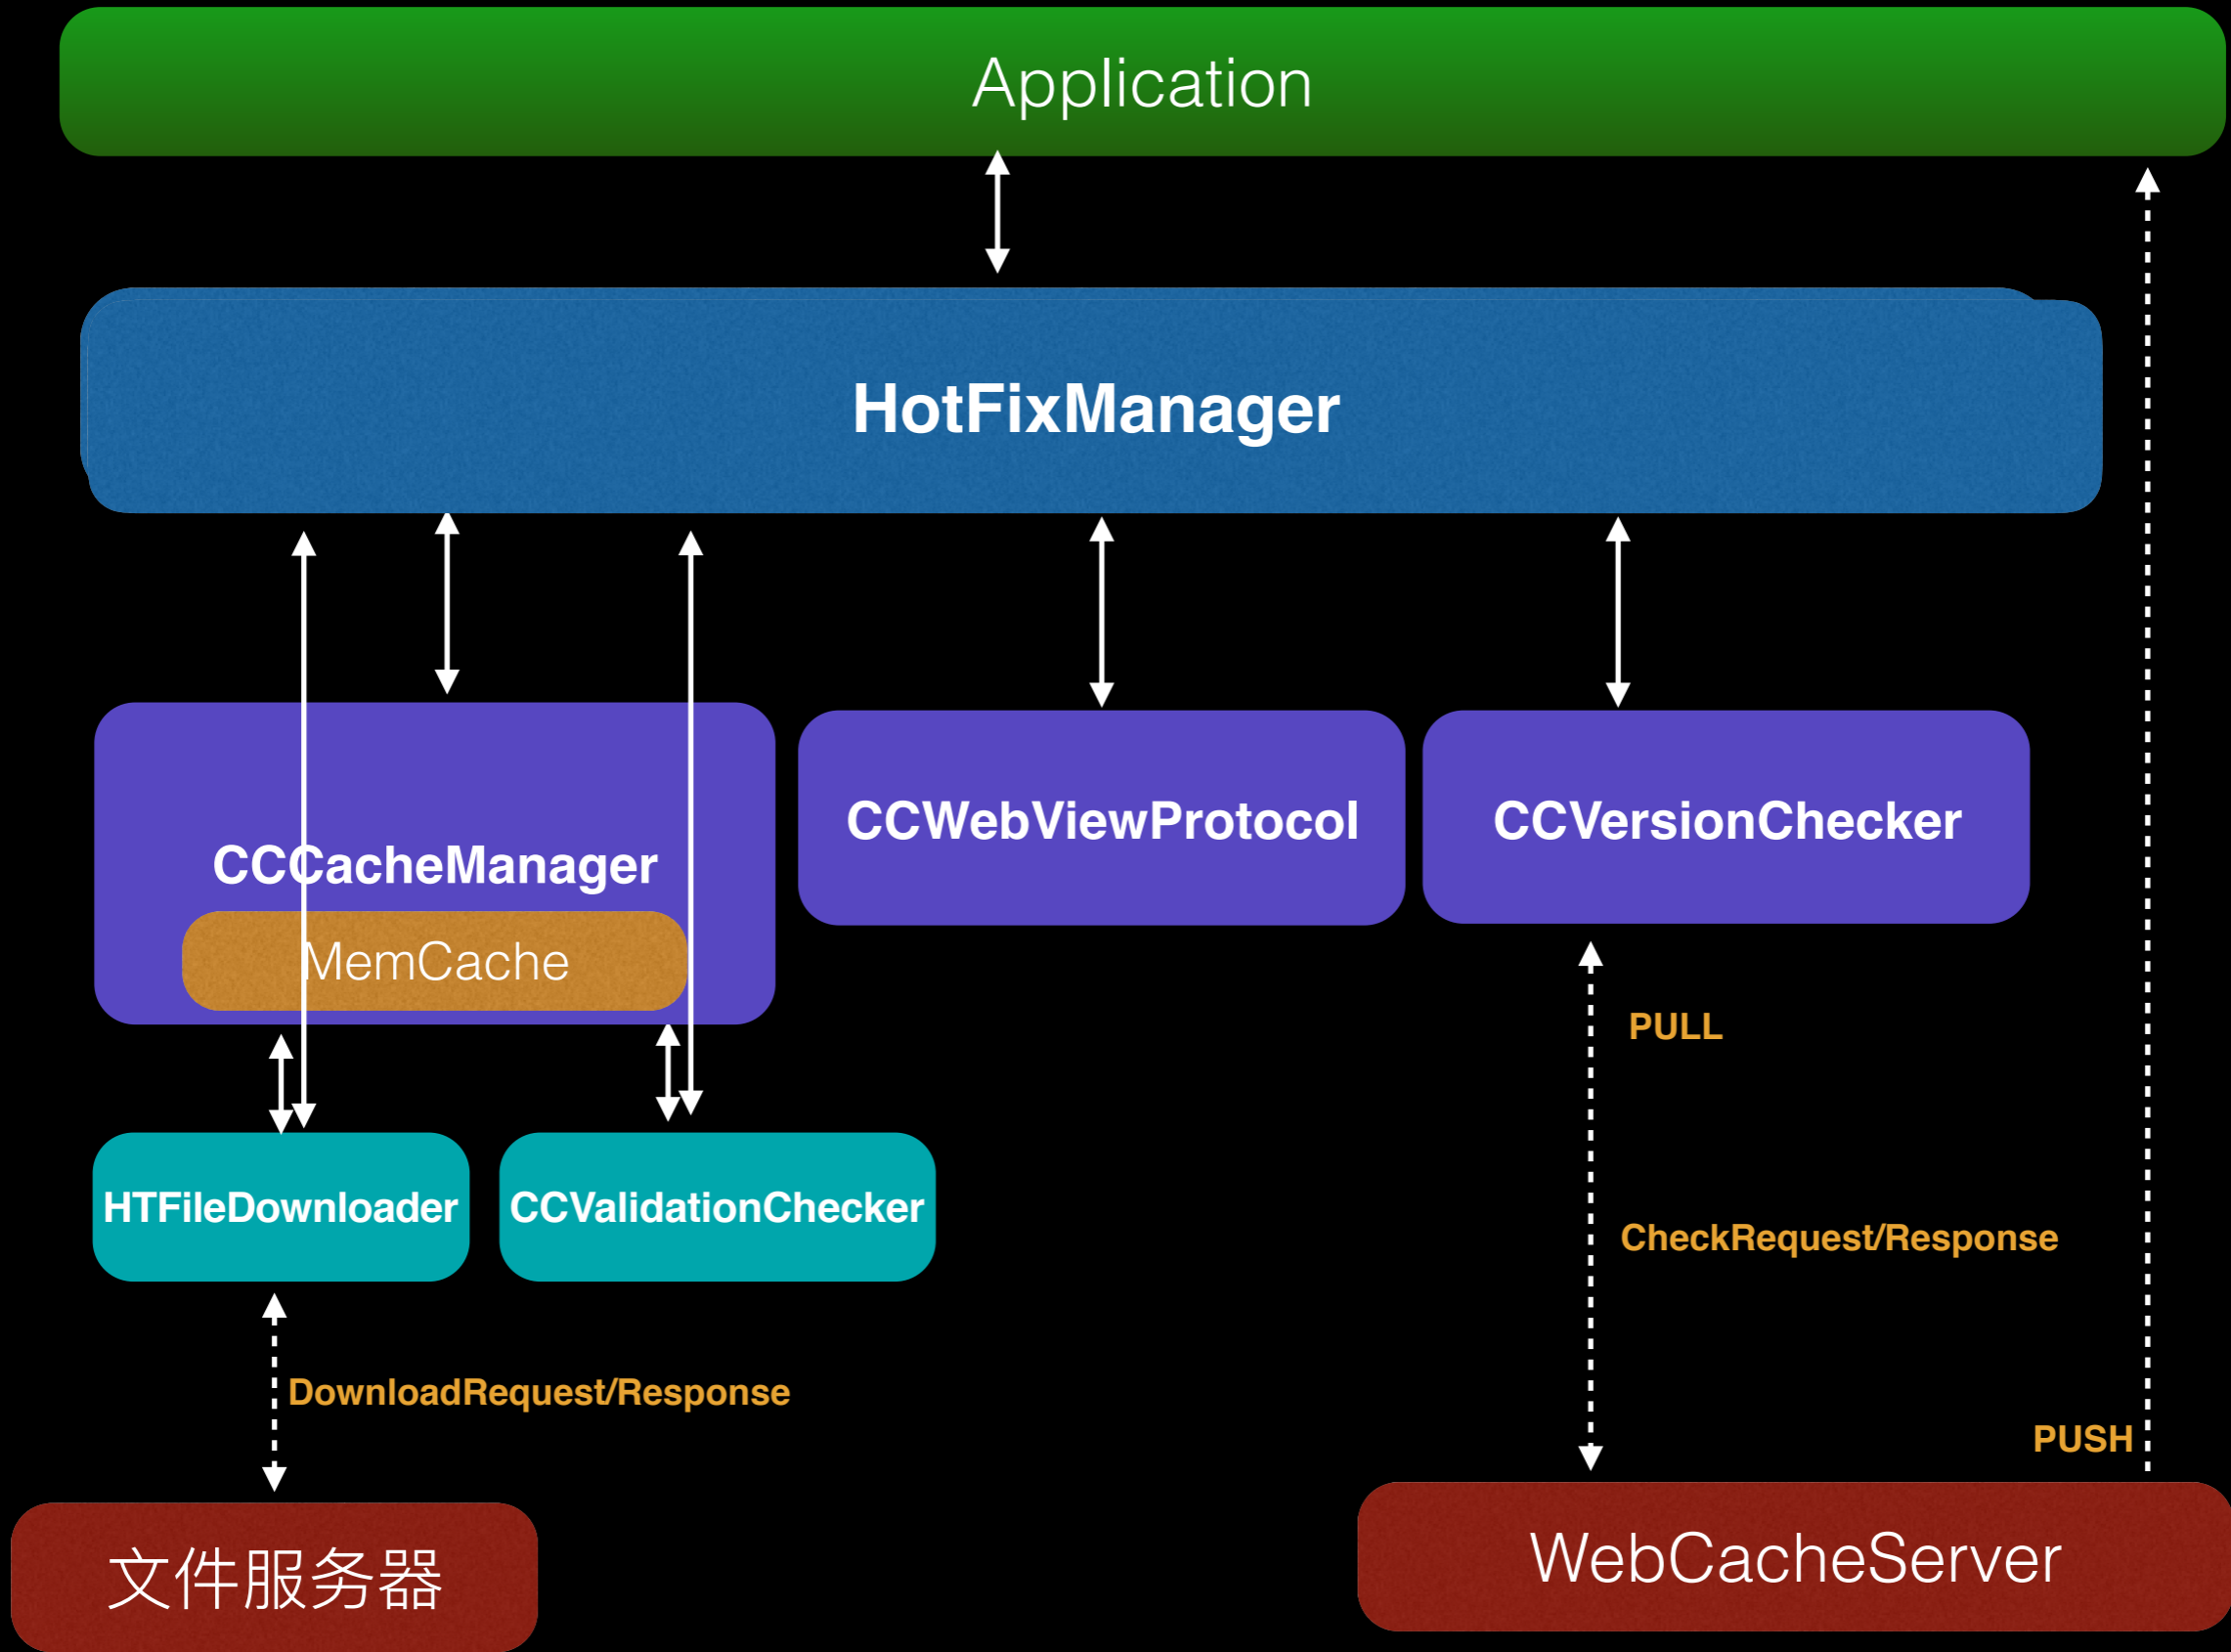 Application
HotFixManager
CCCacheManager
MemCache
CCWebViewProtocol
CCVersionChecker
PULL
HTFileDownloader
CCValidationChecker
CheckRequest/Response
DownloadRequest/Response
PUSH
文件服务器
WebCacheServer